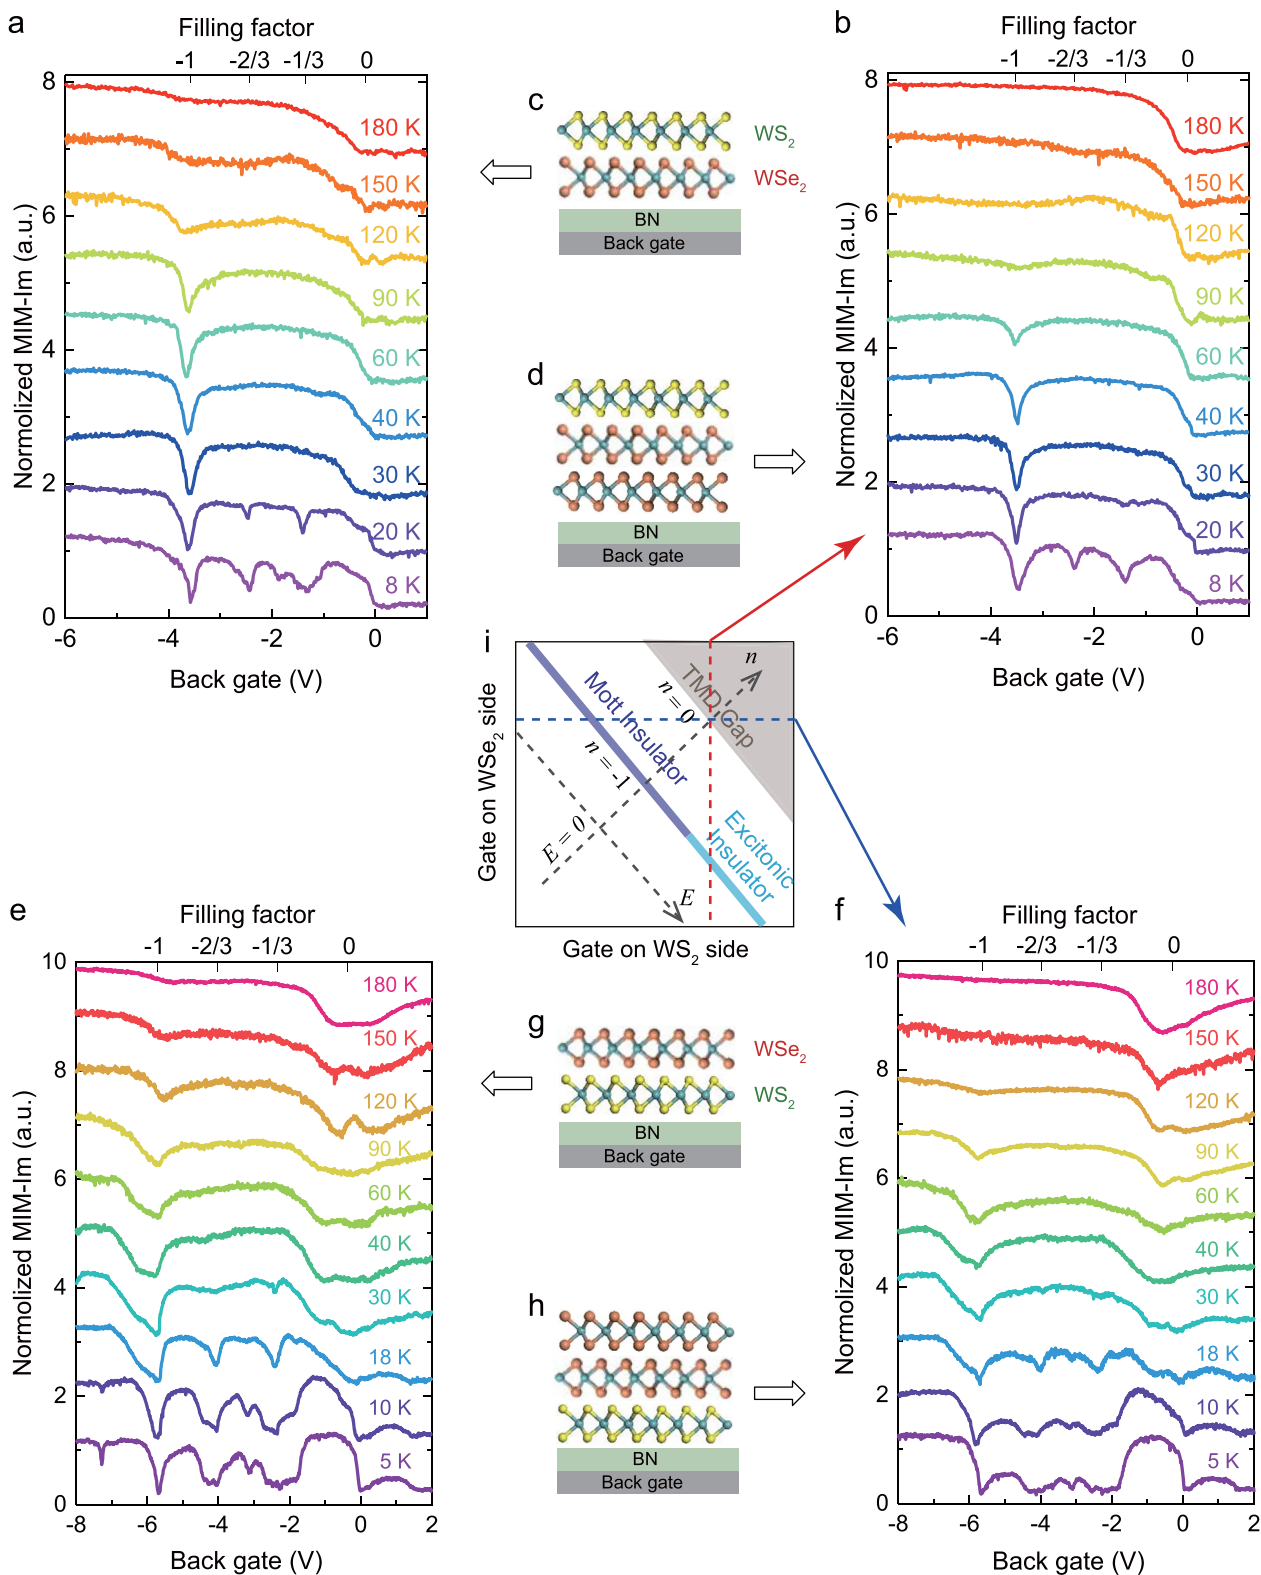 a
Filling factor
-1 -2/3 -1/3 0
Normolized MIM-Im (a.u.)
8
6
4
2
0
180 K
150 K
120 K
90 K
60 K
40 K
30 K
20 K
8 K
-6 -4 -2 0
Back gate (V)
c
WS2
WSe2
BN
Back gate
d
BN
Back gate
b
Filling factor
-1 -2/3 -1/3 0
Normolized MIM-Im (a.u.)
8
6
4
2
0
180 K
150 K
120 K
90 K
60 K
40 K
30 K
20 K
8 K
-6 -4 -2 0
Back gate (V)
i
Gate on WSe2 side
Mott Insulator
n = 0
TMD Gap
n
n = -1
E = 0
Excitonic
Insulator
E
Gate on WS2 side
e
Filling factor
-1 -2/3 -1/3 0
Normolized MIM-Im (a.u.)
10
8
6
4
2
0
180 K
150 K
120 K
90 K
60 K
40 K
30 K
18 K
10 K
5 K
-8 -6 -4 -2 0 2
Back gate (V)
g
WSe2
WS2
BN
Back gate
h
BN
Back gate
f
Filling factor
-1 -2/3 -1/3 0
Normolized MIM-Im (a.u.)
10
8
6
4
2
0
180 K
150 K
120 K
90 K
60 K
40 K
30 K
18 K
10 K
5 K
-8 -6 -4 -2 0 2
Back gate (V)